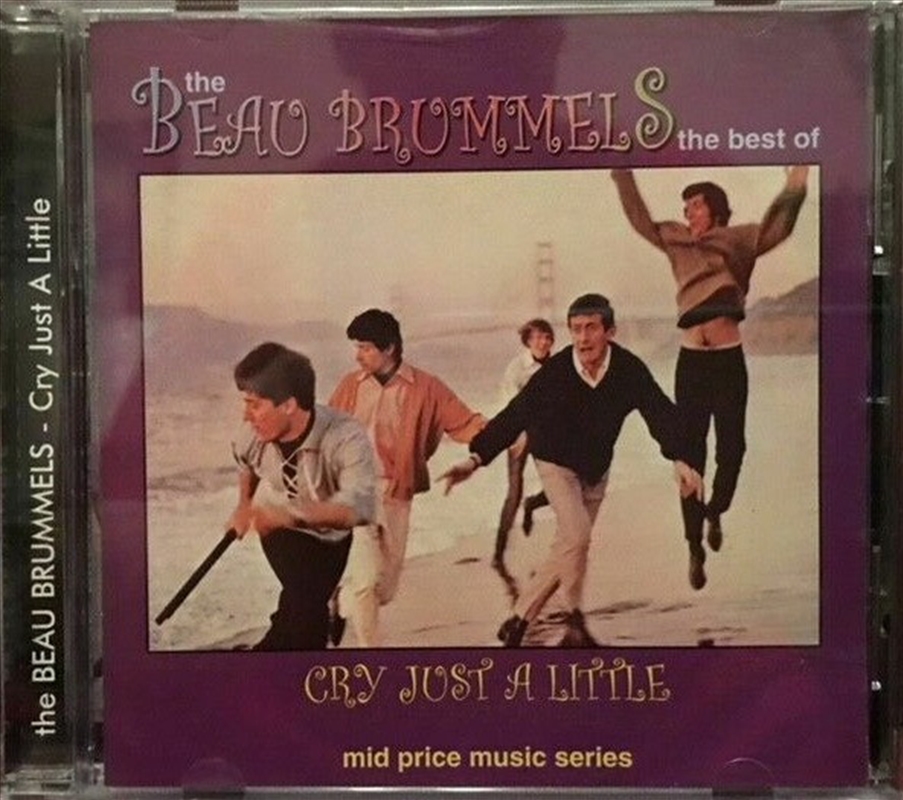 the
BEAU BRUMMELS
the best of
CRY JUST A LITTLE
mid price music series
the BEAU BRUMMELS - Cry Just A Little